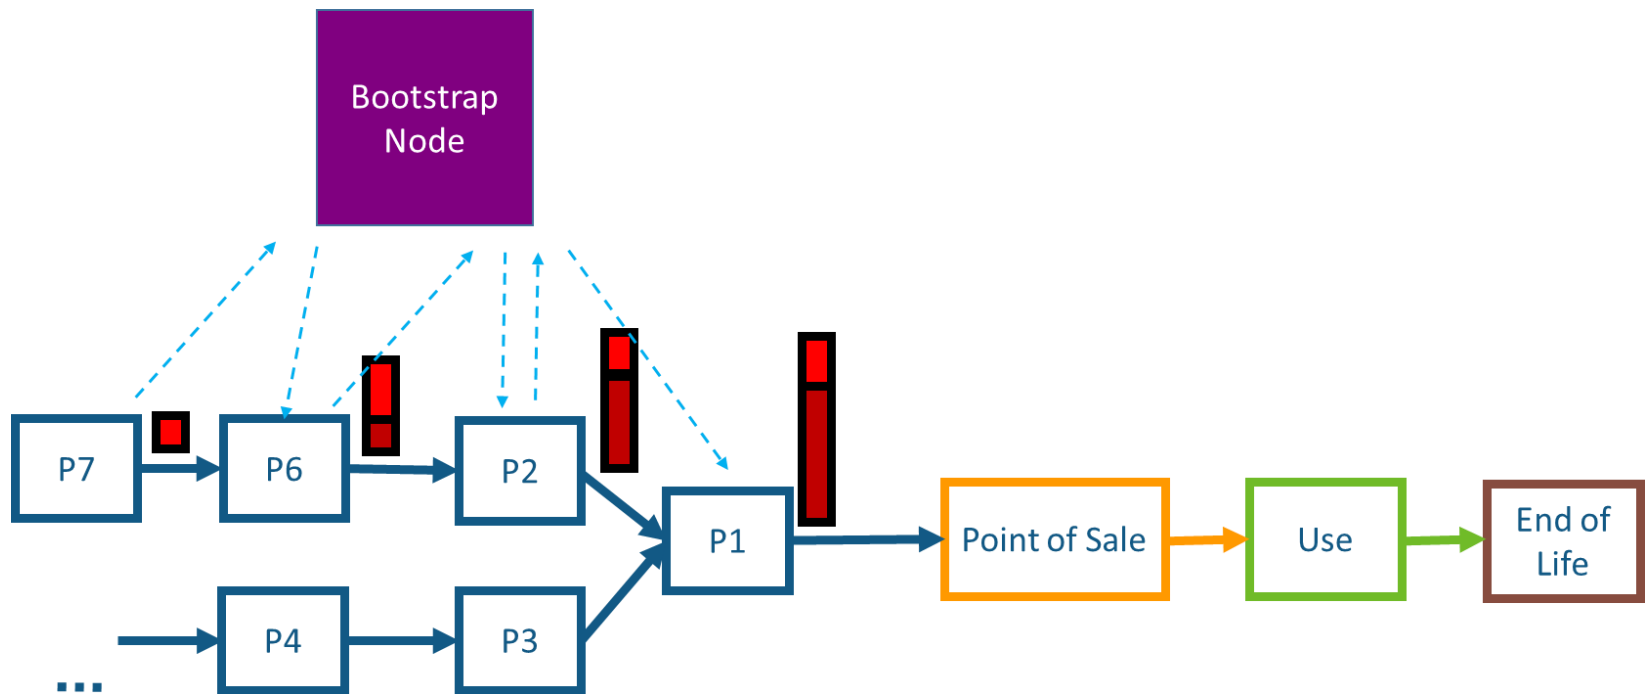 Bootstrap
Node
P7
P6
P2
P1
Point of Sale
Use
End of
Life
P4
P3
...